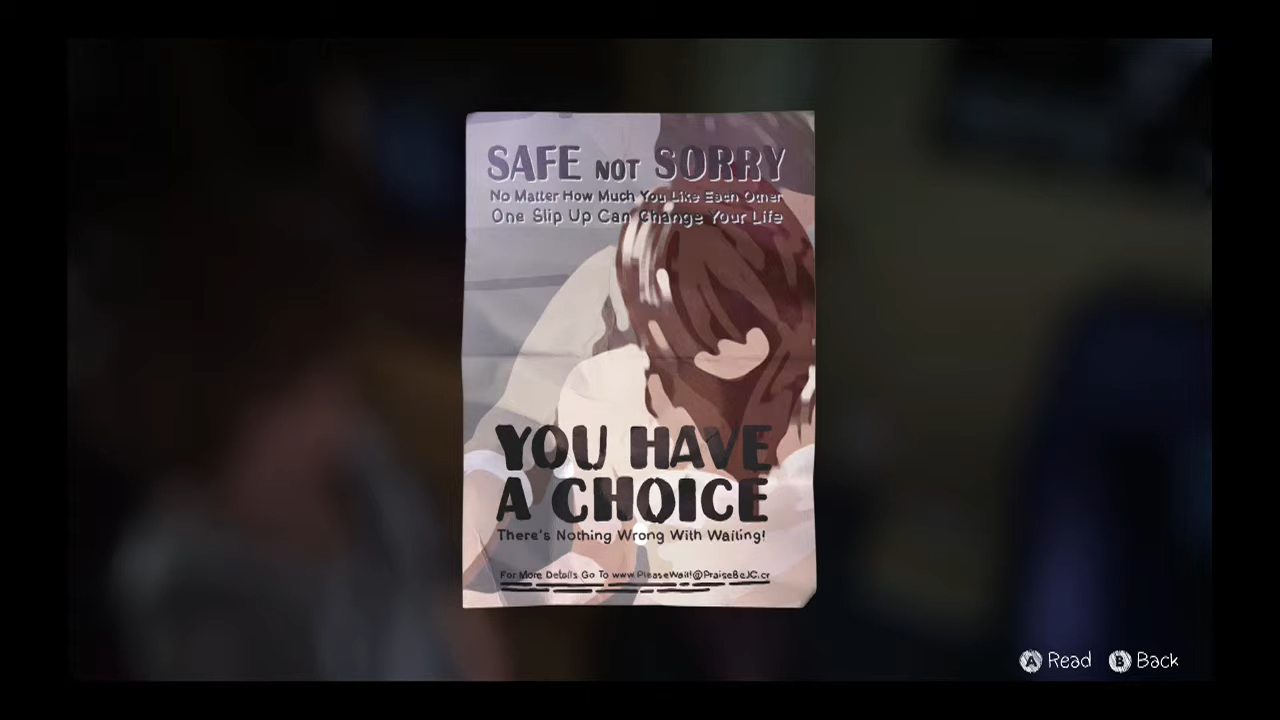 SAFE NOT SORRY
No Matter How Much You Like Each Other
One Slip Up Can Change Your Life
YOU HAVE
A CHOICE
There's Nothing Wrong With Waiting!
For More Details Go To www.PleaseWait!@PraiseBeJC.cr
A Read B Back